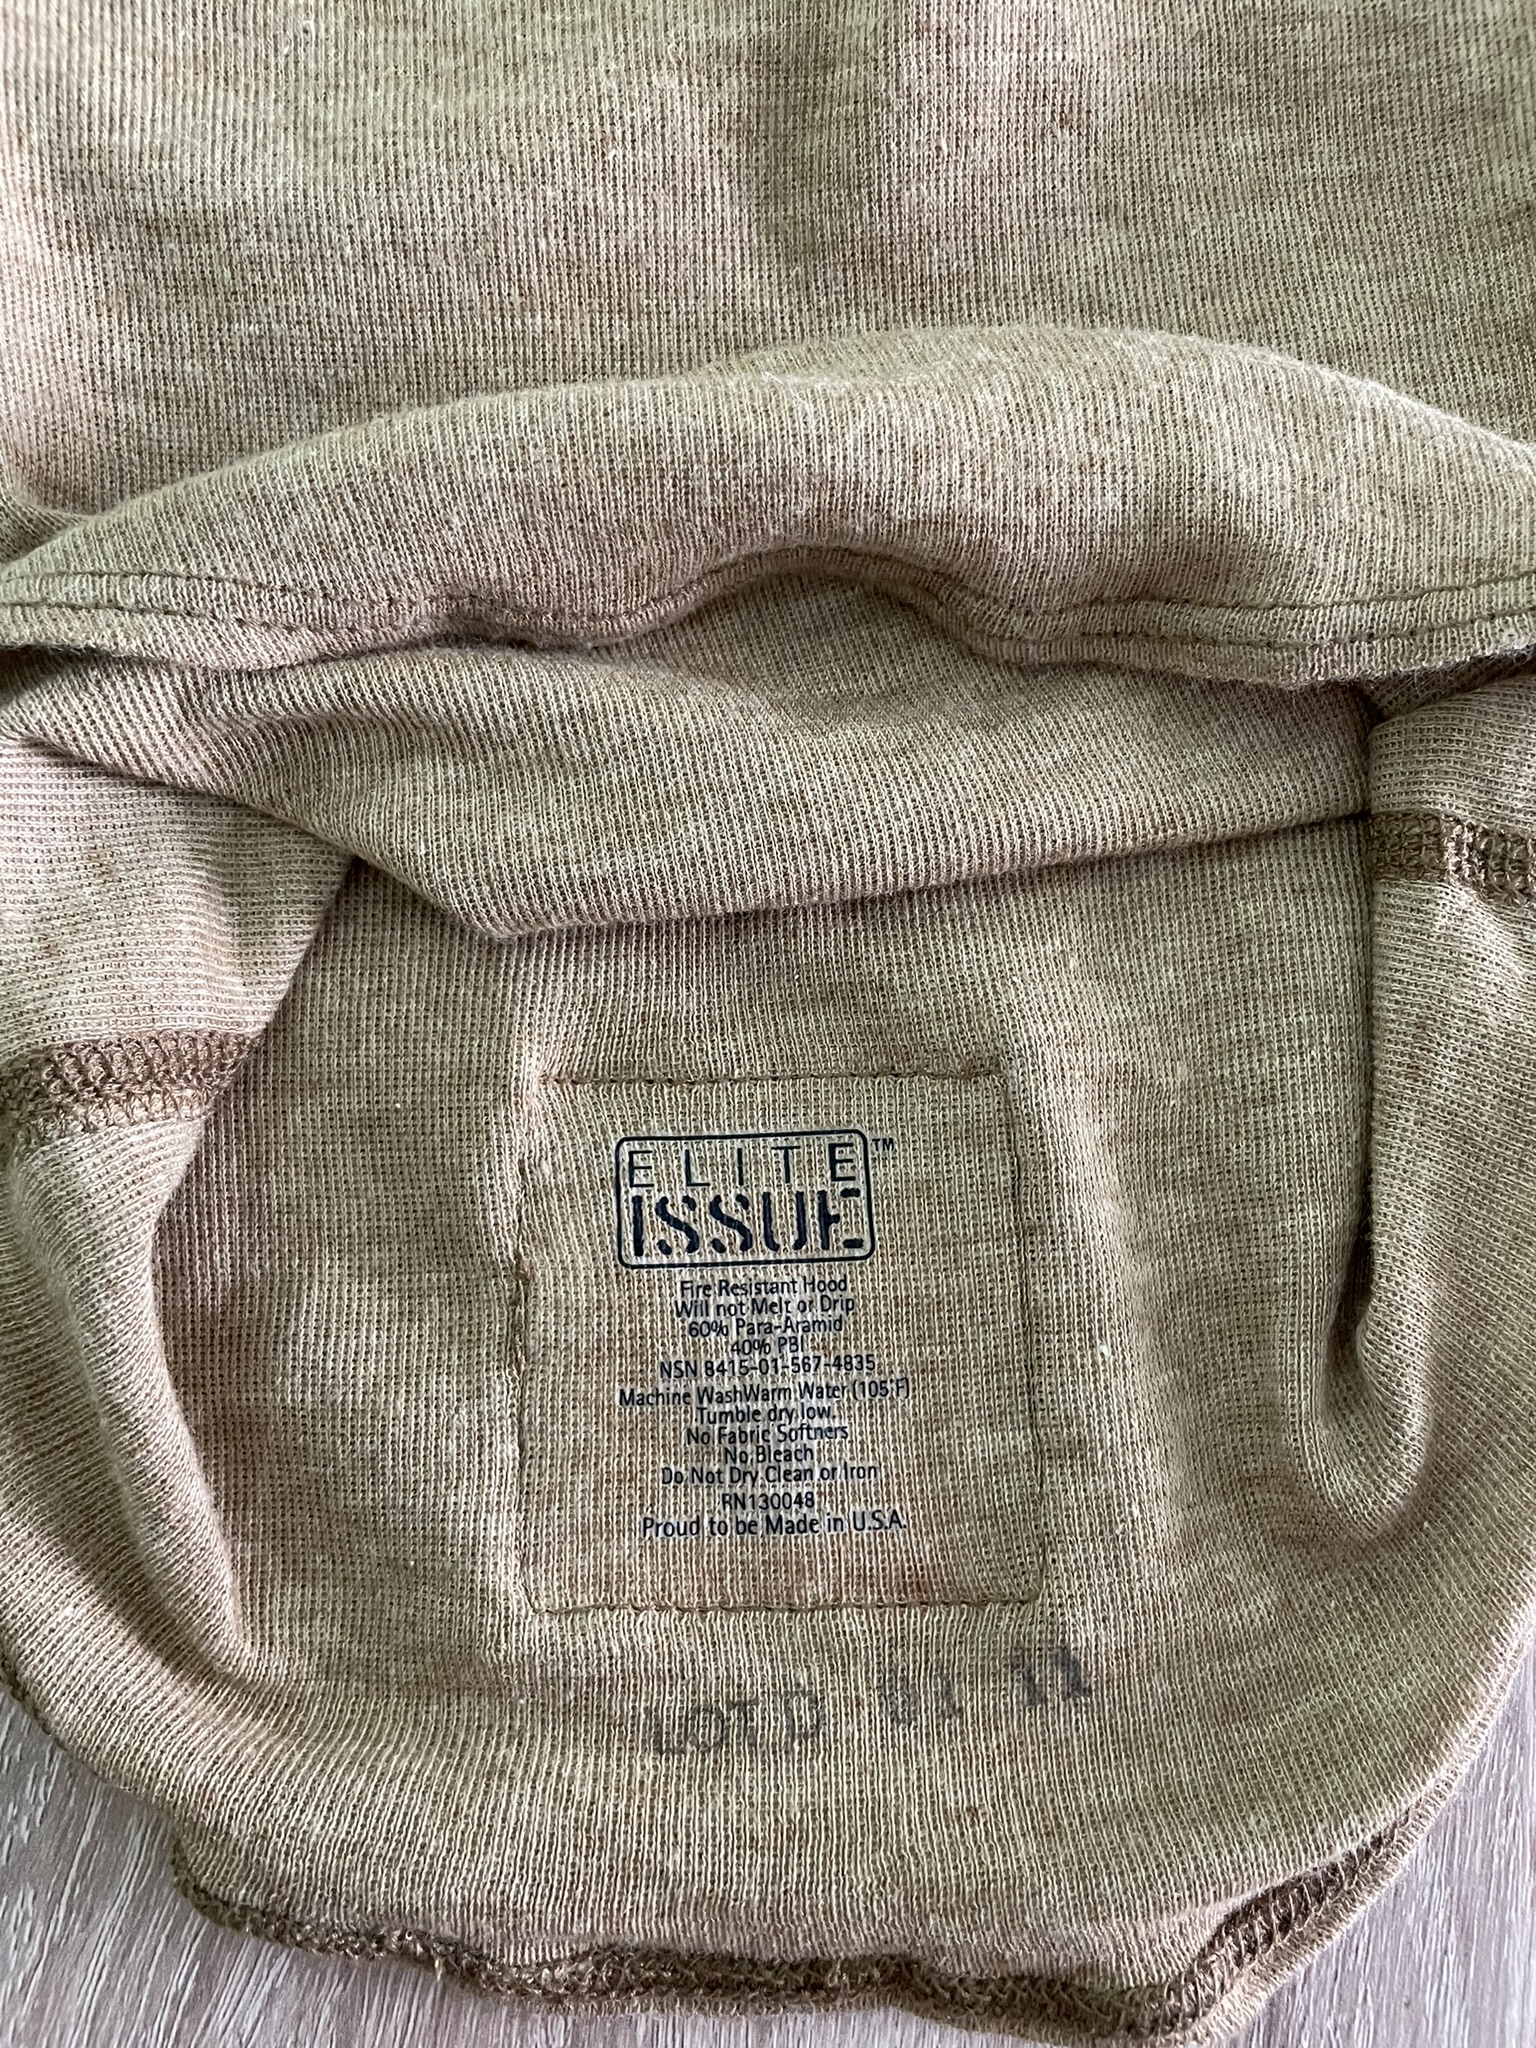 ELITE
ISSUE™
Fire Resistant Hood
Will not Melt or Drip
60% Para-Aramid
40% PBI
NSN 8415-01-567-4835
Machine WashWarm Water (105°F)
Tumble dry low.
No Fabric Softners
No Bleach
Do Not Dry Clean or Iron
RN130048
Proud to be Made in U.S.A.
11